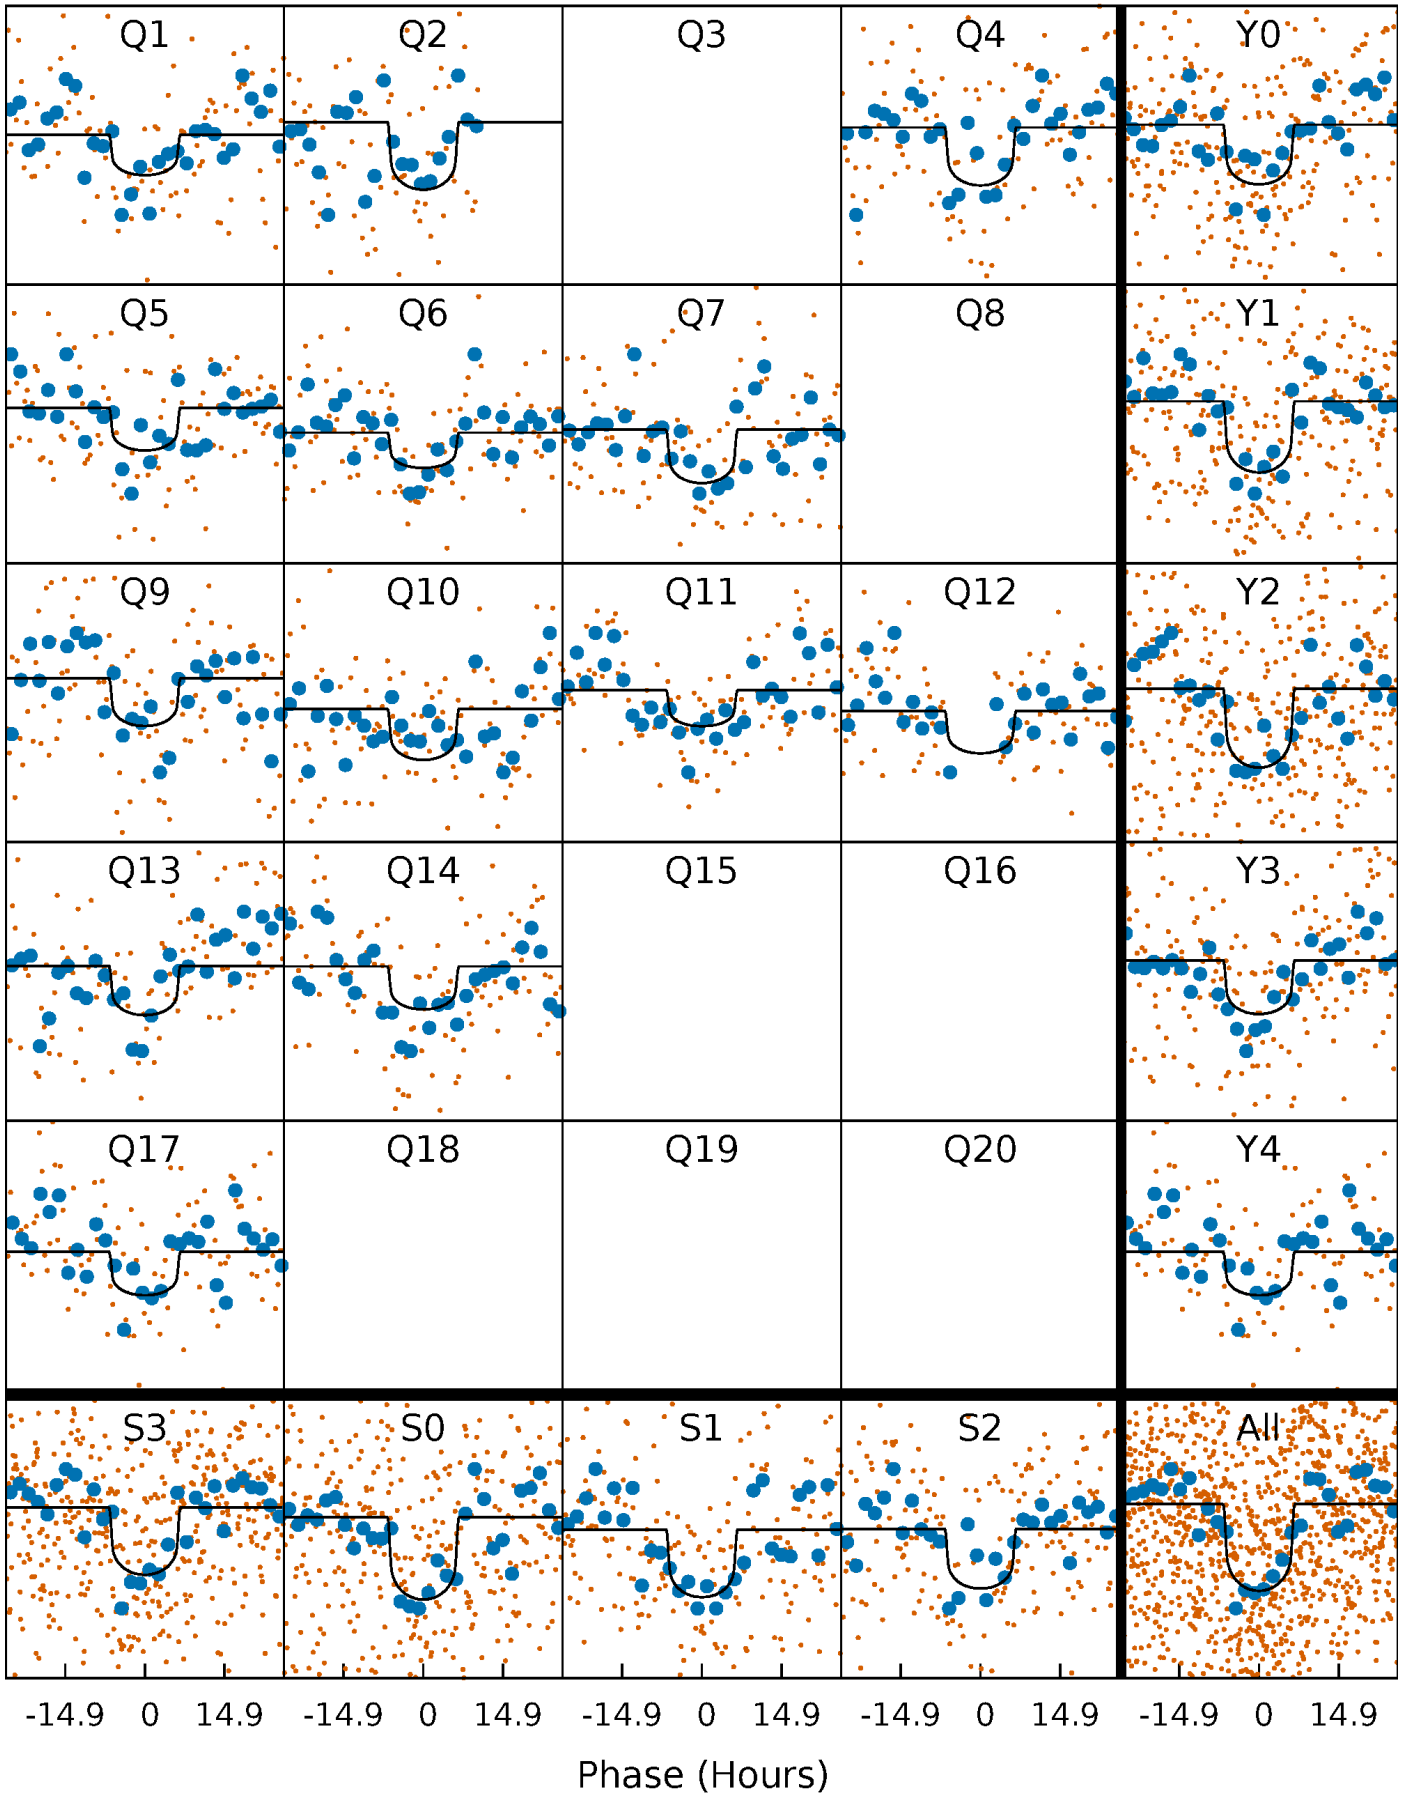 Q1 Q2 Q3 Q4 Y0
Q5 Q6 Q7 Q8 Y1
Q9 Q10 Q11 Q12 Y2
Q13 Q14 Q15 Q16 Y3
Q17 Q18 Q19 Q20 Y4
S3 S0 S1 S2 All
-14.9 0 14.9 -14.9 0 14.9 -14.9 0 14.9 -14.9 0 14.9 -14.9 0 14.9
Phase (Hours)